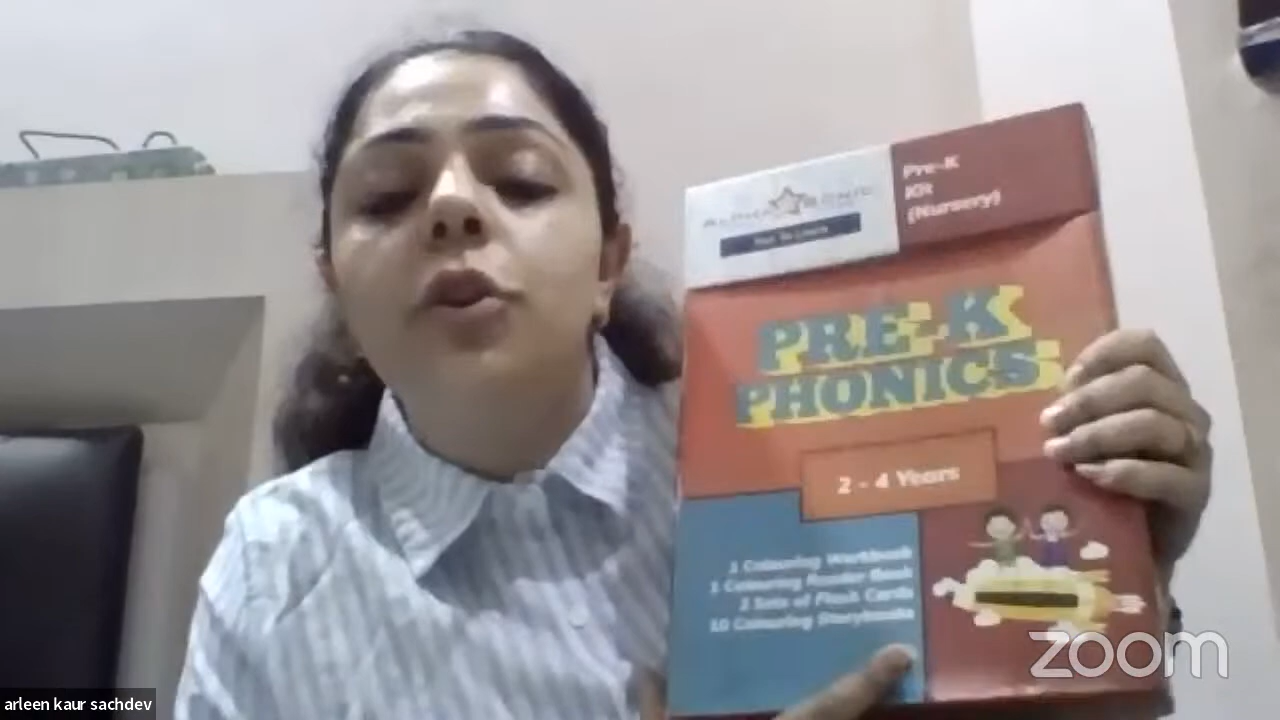 Pre-K
Kit
(Nursery)
PRE-K
PHONICS
2 - 4 Years
1 Colouring Workbook
1 Colouring Reader Book
2 Sets of Flash Cards
10 Colouring Storybooks
zoom
arleen kaur sachdev